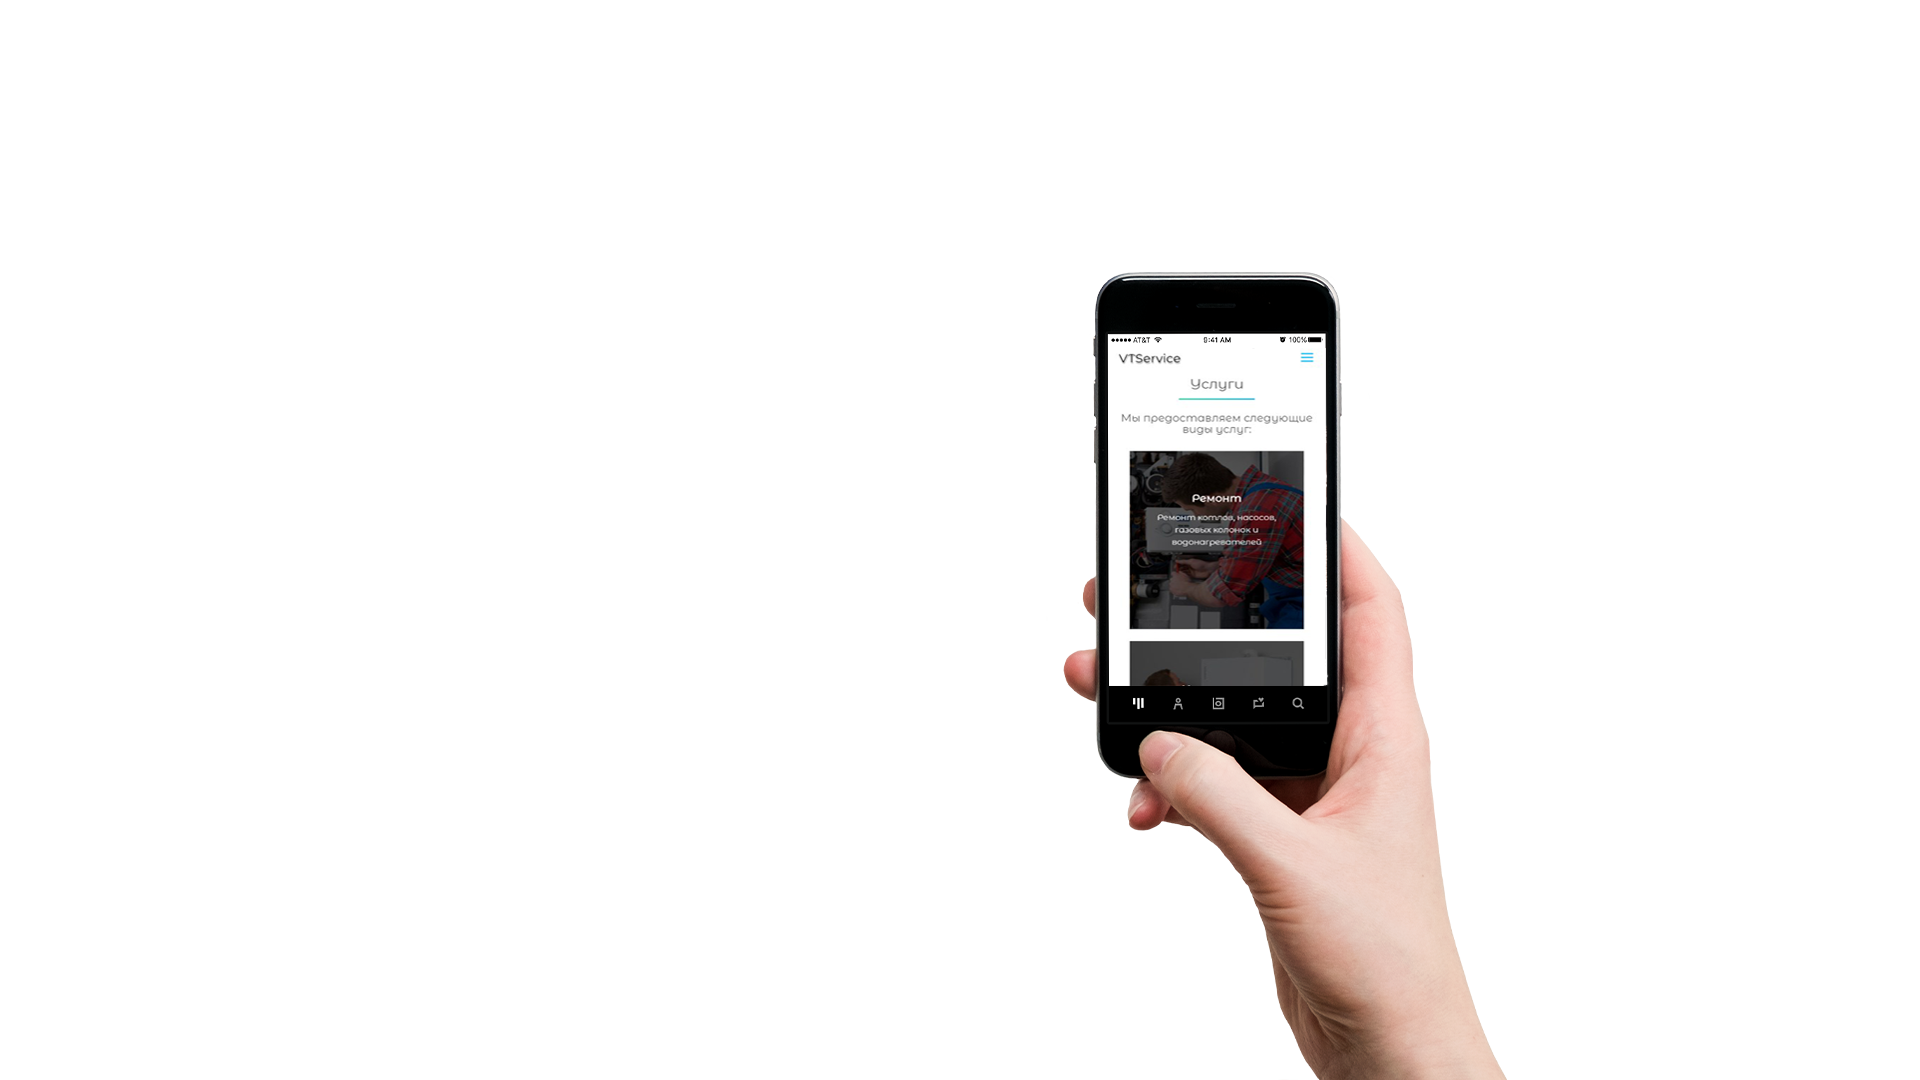 AT&T 9:41 AM 100%
VTService
Услуги
Мы предоставляем следующие
виды услуг:
Ремонт
Ремонт котлов, насосов,
газовых колонок и
водонагревателей